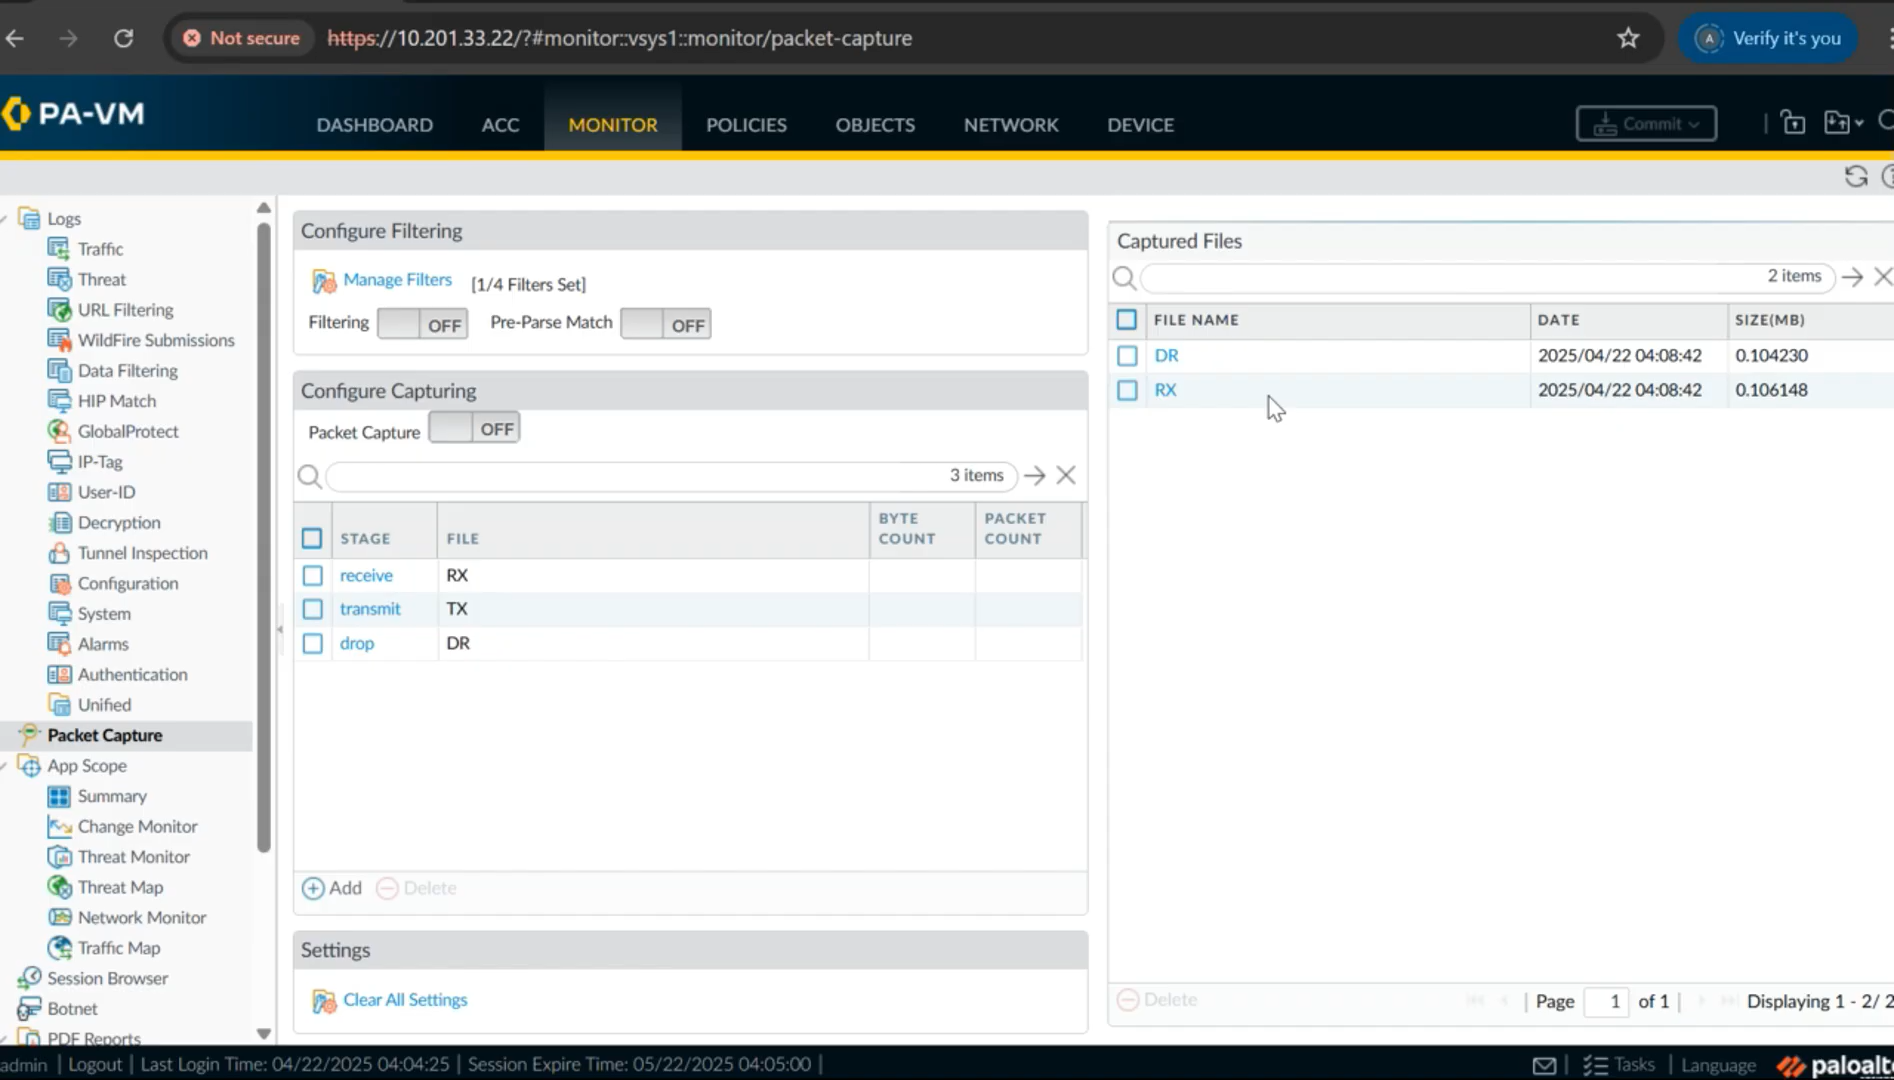 Not secure https://10.201.33.22/?#monitor::vsys1::monitor/packet-capture Verify it's you
PA-VM DASHBOARD ACC MONITOR POLICIES OBJECTS NETWORK DEVICE Commit
Logs
Traffic
Threat
URL Filtering
WildFire Submissions
Data Filtering
HIP Match
GlobalProtect
IP-Tag
User-ID
Decryption
Tunnel Inspection
Configuration
System
Alarms
Authentication
Unified
Packet Capture
App Scope
Summary
Change Monitor
Threat Monitor
Threat Map
Network Monitor
Traffic Map
Session Browser
Botnet
PDF Reports
Configure Filtering
Manage Filters [1/4 Filters Set]
Filtering OFF Pre-Parse Match OFF
Configure Capturing
Packet Capture OFF
3 items
STAGE FILE BYTE COUNT PACKET COUNT
receive RX
transmit TX
drop DR
Add Delete
Settings
Clear All Settings
Captured Files
2 items
FILE NAME DATE SIZE(MB)
DR 2025/04/22 04:08:42 0.104230
RX 2025/04/22 04:08:42 0.106148
Delete Page 1 of 1 Displaying 1 - 2/ 2
admin | Logout | Last Login Time: 04/22/2025 04:04:25 | Session Expire Time: 05/22/2025 04:05:00 | Tasks | Language paloalt